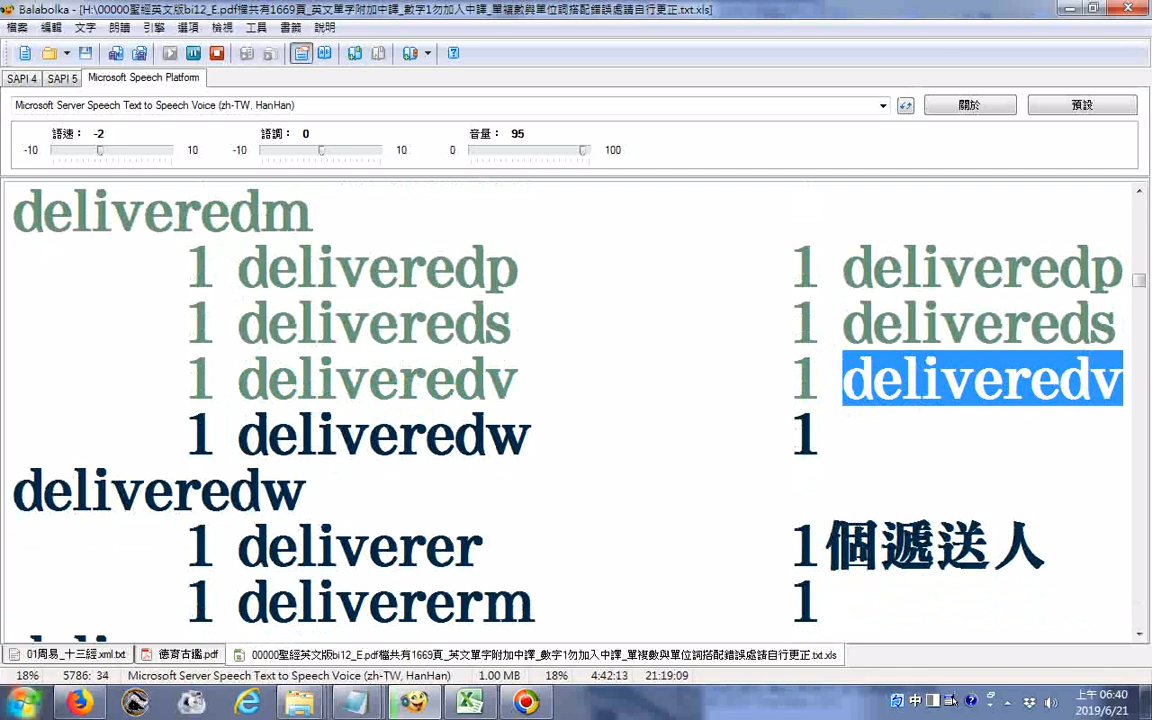 Balabolka - [H:\00000聖經英文版bi12_E.pdf檔共有1669頁_英文單字附加中譯_數字1勿加入中譯_單複數與單位詞搭配錯誤處請自行更正.txt.xls]
檔案 編輯 文字 朗讀 引擎 選項 檢視 工具 書籤 說明
SAPI 4 SAPI 5 Microsoft Speech Platform
Microsoft Server Speech Text to Speech Voice (zh-TW, HanHan) 關於 預設
語速： -2 語調： 0 音量： 95
-10 10 -10 10 0 100
deliveredm
1 deliveredp 1 deliveredp
1 delivereds 1 delivereds
1 deliveredv 1 deliveredv
1 deliveredw 1
deliveredw
1 deliverer 1個遞送人
1 delivererm 1
01周易_十三經.xml.txt 德育古鑑.pdf 00000聖經英文版bi12_E.pdf檔共有1669頁_英文單字附加中譯_數字1勿加入中譯_單複數與單位詞搭配錯誤處請自行更正.txt.xls
18% 5786: 34 Microsoft Server Speech Text to Speech Voice (zh-TW, HanHan) 1.00 MB 18% 4:42:13 21:19:09
中 上午 06:40
2019/6/21